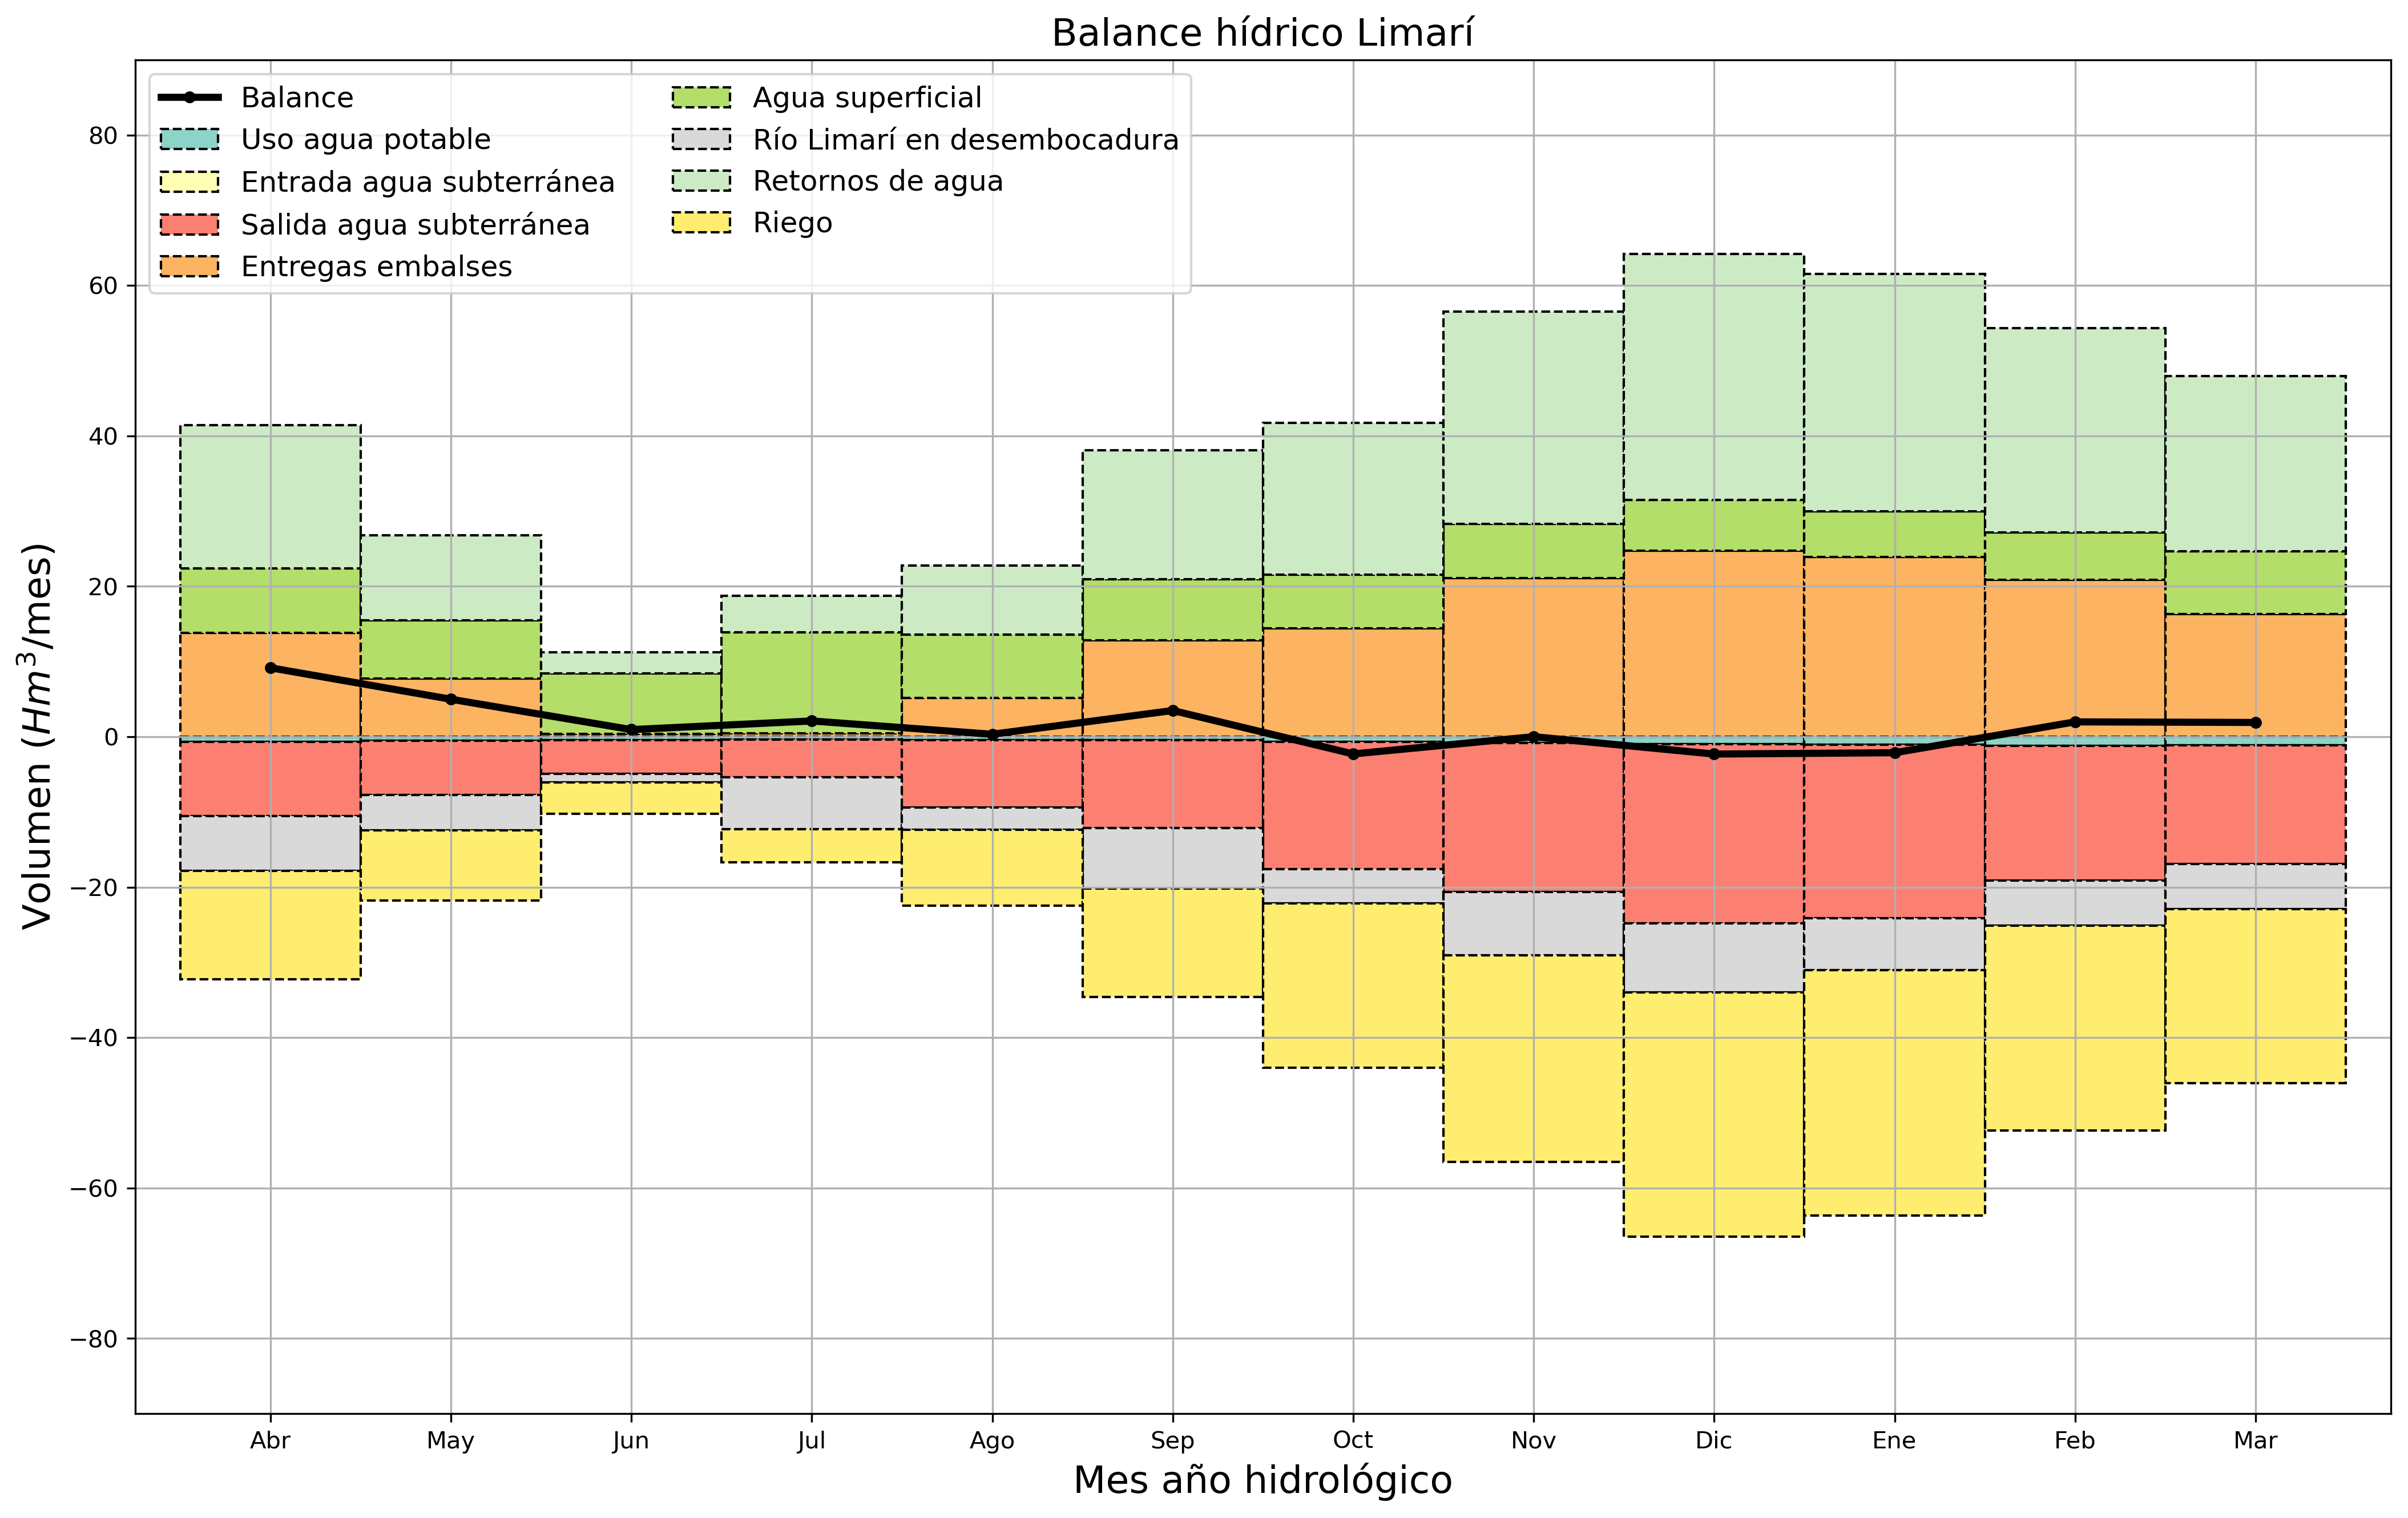 Balance hídrico Limarí
Balance
Uso agua potable
Entrada agua subterránea
Salida agua subterránea
Entregas embalses
Agua superficial
Río Limarí en desembocadura
Retornos de agua
Riego
Volumen (Hm³/mes)
80
60
40
20
0
−20
−40
−60
−80
Abr May Jun Jul Ago Sep Oct Nov Dic Ene Feb Mar
Mes año hidrológico